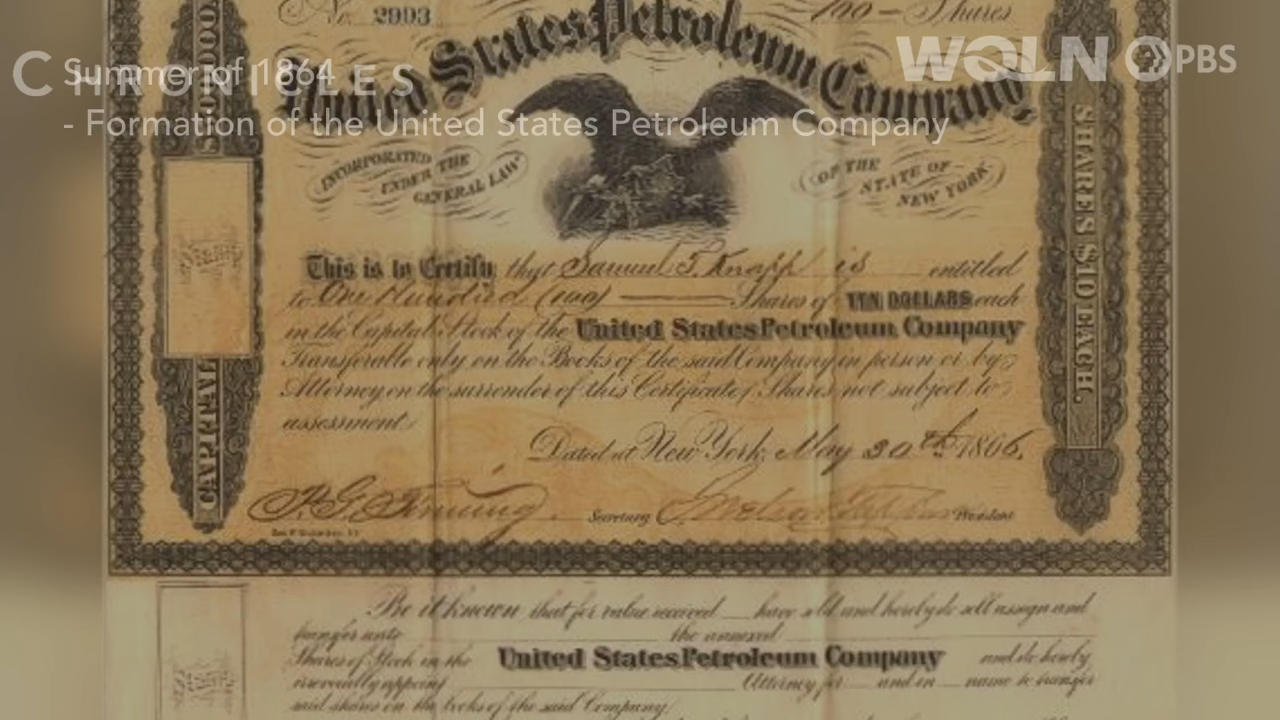 No. 2993 100 - Shares
CHRONICLES
Summer of 1864
WQLN PBS
United States Petroleum Company
- Formation of the United States Petroleum Company
INCORPORATED THE UNDER THE GENERAL LAW
OF THE STATE OF NEW YORK
CAPITAL
SHARES $10 EACH
This is to Certify that Samuel T. Knapp is entitled
to One Hundred (100) Shares of TEN DOLLARS each
in the Capital Stock of the United States Petroleum Company
Transferable only on the Books of the said Company in person or by
Attorney on the surrender of this Certificate Shares not subject to
assessment.
Dated at New York, May 30th 1866.
Secretary President
Be it known that for value received have sold and hereby do sell assign and
transfer unto the annexed
Shares of Stock in the United States Petroleum Company and do hereby
irrevocably appoint Attorney for and in name to transfer
said shares on the books of the said Company